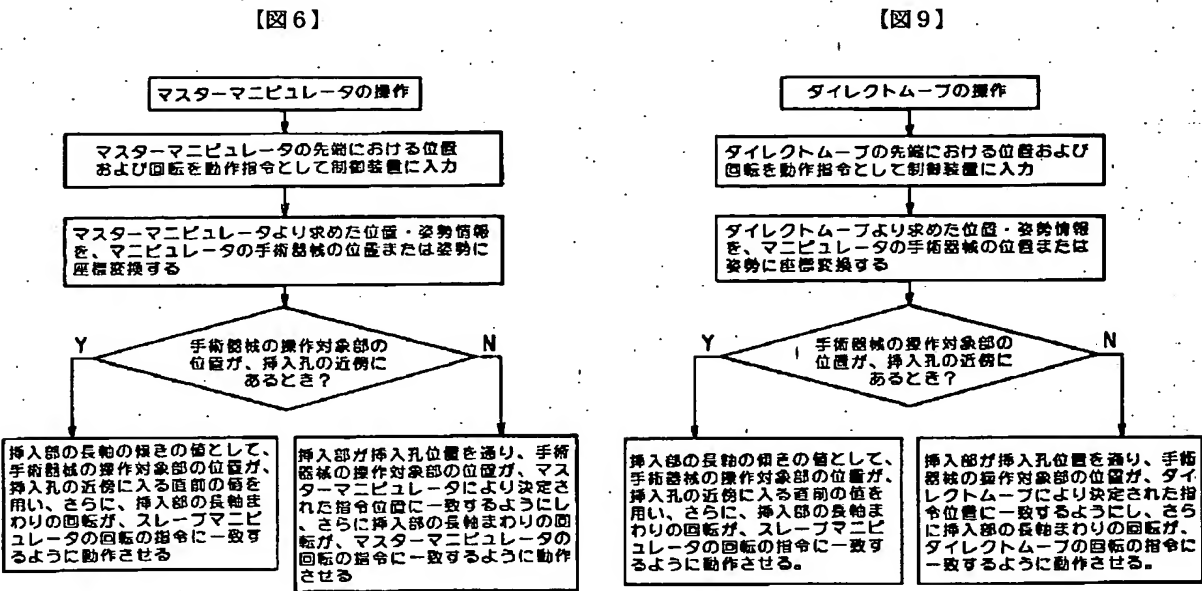 【図6】
マスターマニピュレータの操作
マスターマニピュレータの先端における位置
および回転を動作指令として制御装置に入力
マスターマニピュレータより求めた位置・姿勢情報
を、マニピュレータの手術器械の位置または姿勢に
座標変換する
手術器械の操作対象部の
位置が、挿入孔の近傍に
あるとき?
Y
N
挿入部の長軸の傾きの値として、
手術器械の操作対象部の位置が、
挿入孔の近傍に入る直前の値を
用い、さらに、挿入部の長軸ま
わりの回転が、スレーブマニピ
ュレータの回転の指令に一致す
るように動作させる
挿入部が挿入孔位置を通り、手術
器械の操作対象部の位置が、マス
ターマニピュレータにより決定さ
れた指令位置に一致するようにし
、さらに挿入部の長軸まわりの回
転が、マスターマニピュレータの
回転の指令に一致するように動作
させる
【図9】
ダイレクトムーブの操作
ダイレクトムーブの先端における位置および
回転を動作指令として制御装置に入力
ダイレクトムーブより求めた位置・姿勢情報
を、マニピュレータの手術器械の位置または
姿勢に座標変換する
手術器械の操作対象部の
位置が、挿入孔の近傍に
あるとき?
Y
N
挿入部の長軸の傾きの値として、
手術器械の操作対象部の位置が、
挿入孔の近傍に入る直前の値を
用い、さらに、挿入部の長軸ま
わりの回転が、スレーブマニピ
ュレータの回転の指令に一致す
るように動作させる。
挿入部が挿入孔位置を通り、手術
器械の操作対象部の位置が、ダイ
レクトムーブにより決定された指
令位置に一致するようにし、さら
に挿入部の長軸まわりの回転が、
ダイレクトムーブの回転の指令に
一致するように動作させる。